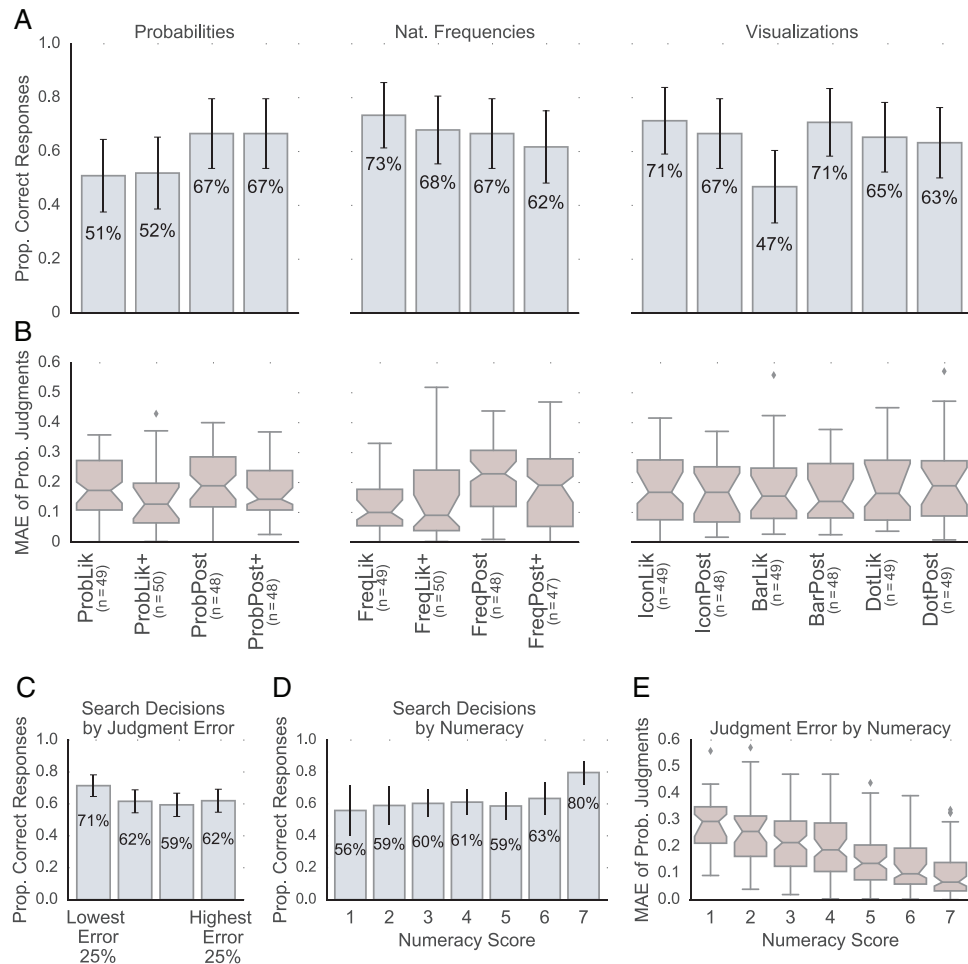 A
Probabilities
Nat. Frequencies
Visualizations
Prop. Correct Responses
1.0
0.8
0.6
0.4
0.2
0
51%
52%
67%
67%
73%
68%
67%
62%
71%
67%
47%
71%
65%
63%
B
MAE of Prob. Judgments
0.6
0.5
0.4
0.3
0.2
0.1
0
ProbLik
(n=49)
ProbLik+
(n=50)
ProbPost
(n=48)
ProbPost+
(n=48)
FreqLik
(n=49)
FreqLik+
(n=50)
FreqPost
(n=48)
FreqPost+
(n=47)
IconLik
(n=49)
IconPost
(n=48)
BarLik
(n=49)
BarPost
(n=48)
DotLik
(n=49)
DotPost
(n=49)
C
Search Decisions
by Judgment Error
Prop. Correct Responses
1.0
0.8
0.6
0.4
0.2
0.0
71%
62%
59%
62%
Lowest
Error
25%
Highest
Error
25%
D
Search Decisions
by Numeracy
Prop. Correct Responses
1.0
0.8
0.6
0.4
0.2
0.0
56%
59%
60%
61%
59%
63%
80%
1 2 3 4 5 6 7
Numeracy Score
E
Judgment Error by Numeracy
MAE of Prob. Judgments
0.6
0.5
0.4
0.3
0.2
0.1
0.0
1 2 3 4 5 6 7
Numeracy Score